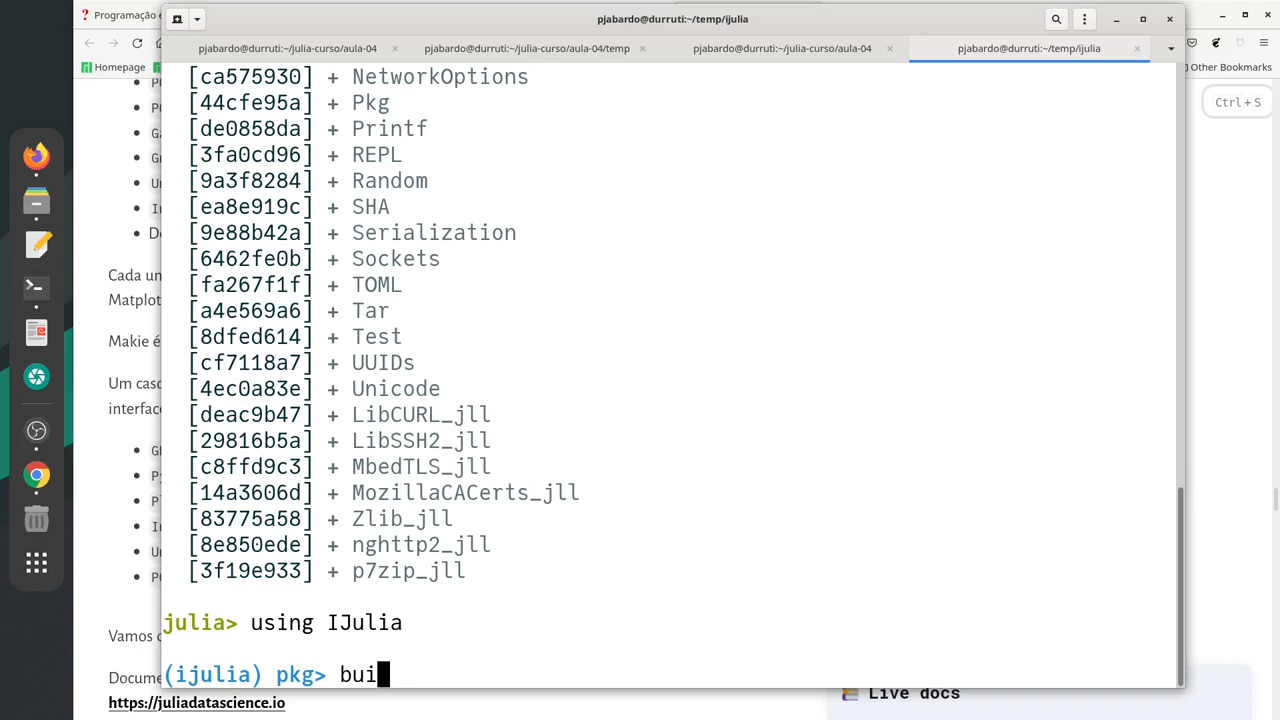 Programação e
pjabardo@durruti:~/temp/ijulia
pjabardo@durruti:~/julia-curso/aula-04
pjabardo@durruti:~/julia-curso/aula-04/temp
pjabardo@durruti:~/julia-curso/aula-04
pjabardo@durruti:~/temp/ijulia
Homepage
Other Bookmarks
Ctrl+S
[ca575930] + NetworkOptions
[44cfe95a] + Pkg
[de0858da] + Printf
[3fa0cd96] + REPL
[9a3f8284] + Random
[ea8e919c] + SHA
[9e88b42a] + Serialization
[6462fe0b] + Sockets
[fa267f1f] + TOML
[a4e569a6] + Tar
[8dfed614] + Test
[cf7118a7] + UUIDs
[4ec0a83e] + Unicode
[deac9b47] + LibCURL_jll
[29816b5a] + LibSSH2_jll
[c8ffd9c3] + MbedTLS_jll
[14a3606d] + MozillaCACerts_jll
[83775a58] + Zlib_jll
[8e850ede] + nghttp2_jll
[3f19e933] + p7zip_jll
julia> using IJulia
(ijulia) pkg> bui
Cada un
Matplot
Makie é
Um caso
interface
Vamos
Docume
https://juliadatascience.io
Live docs